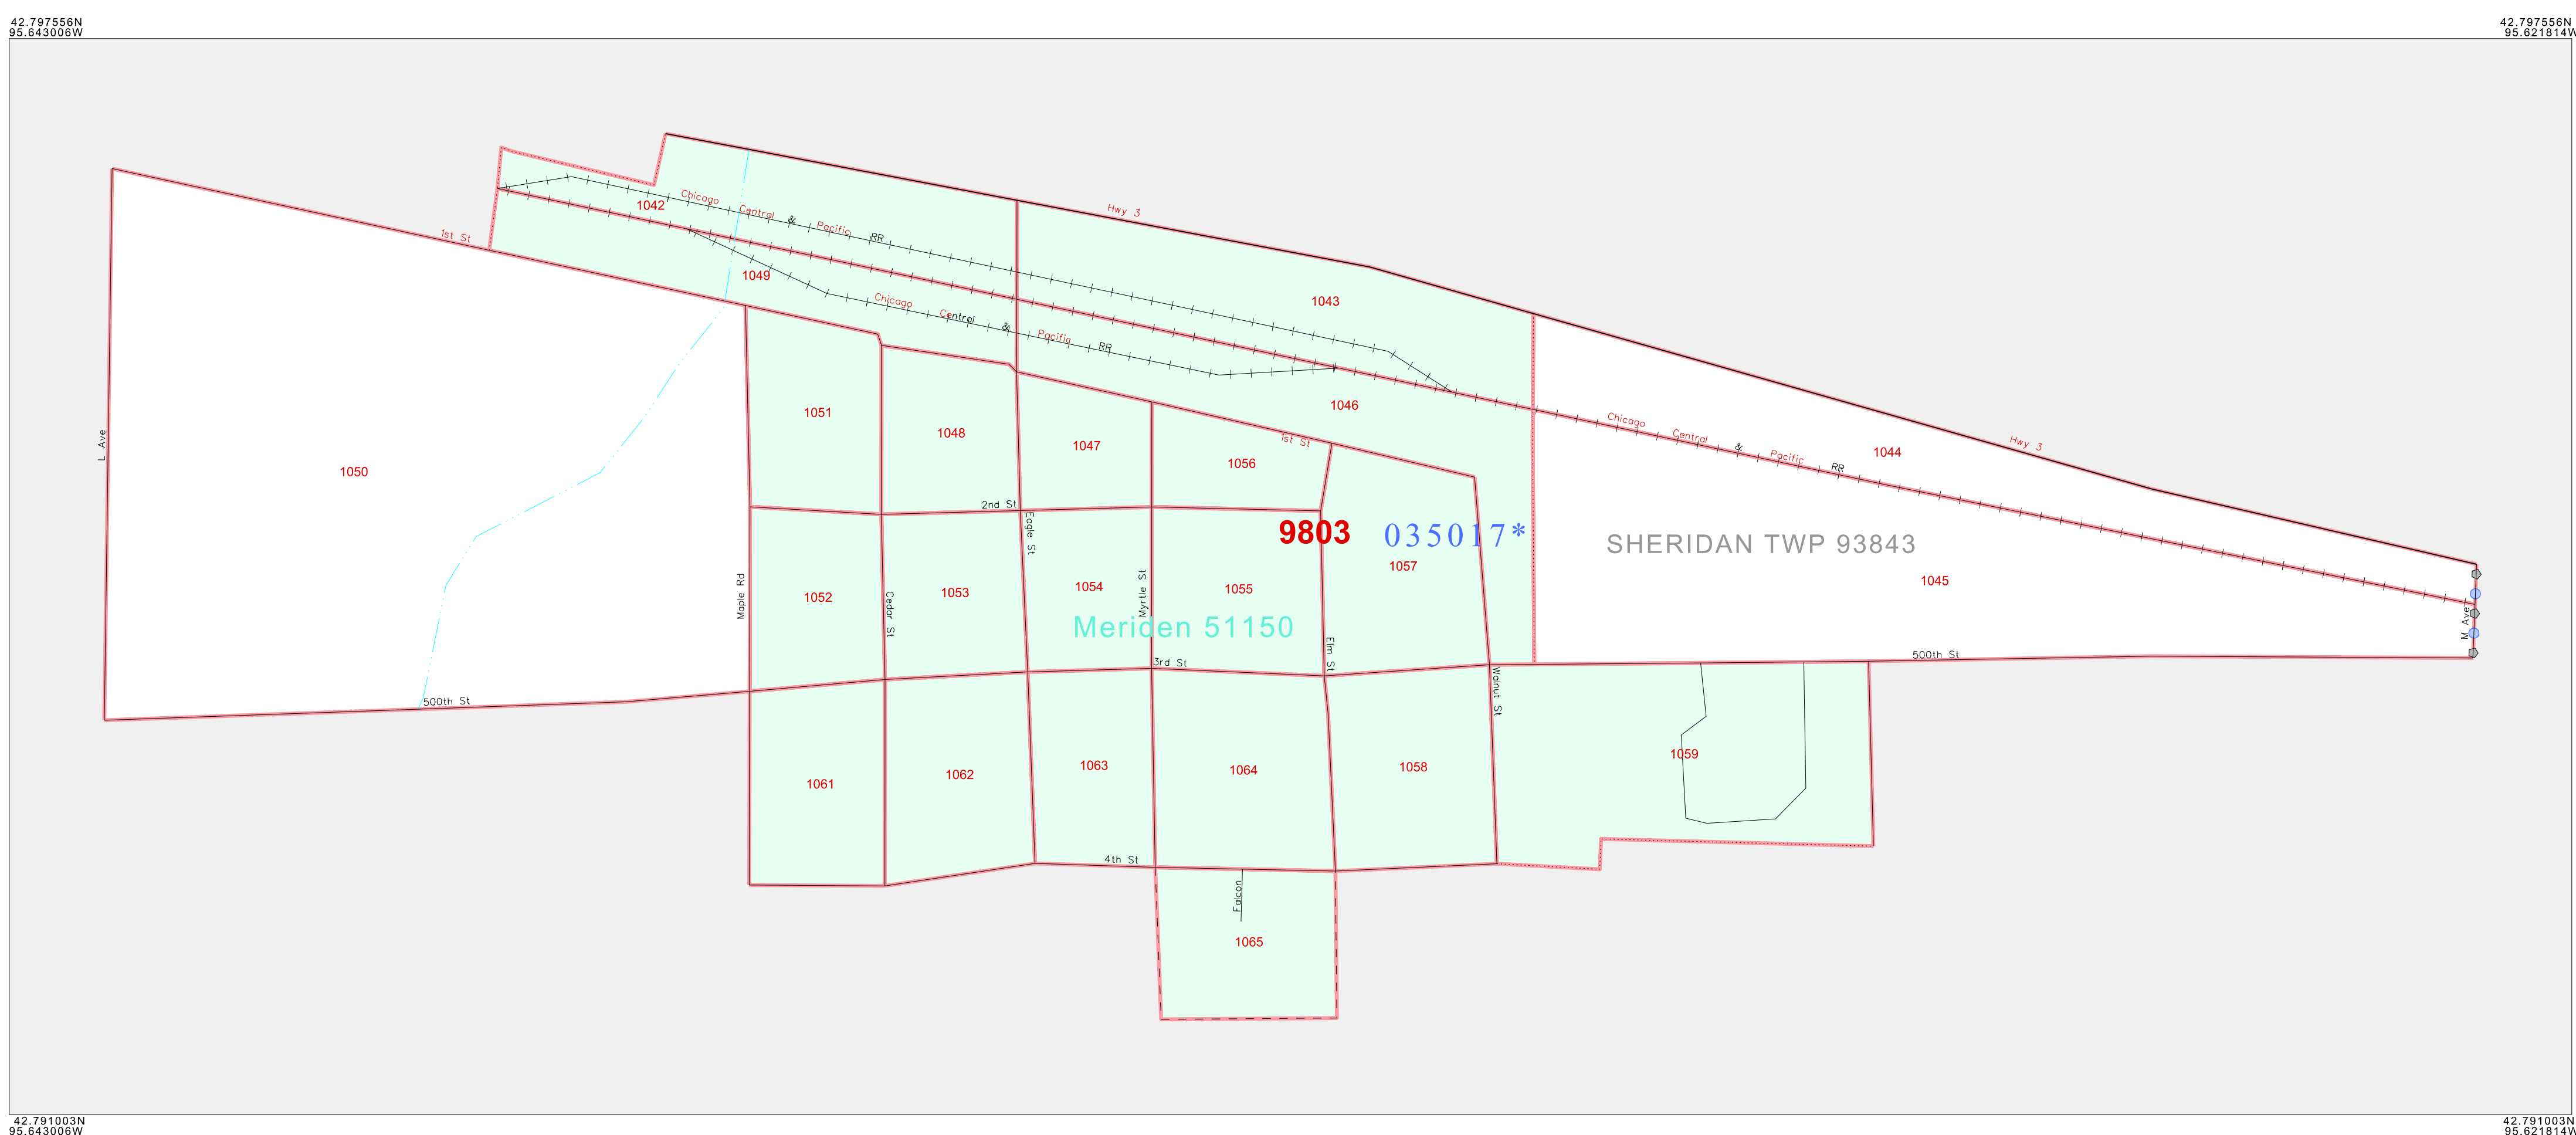 42.797556N
95.643006W
42.797556N
95.621814W
Hwy 3
Chicago Central & Pacific RR
1042
1st St
1049
1043
Chicago Central & Pacific RR
1046
1st St
1051
1048
1047
1056
Chicago Central & Pacific RR
1044
Hwy 3
L Ave
1050
2nd St
Eagle St
9803
035017*
1057
SHERIDAN TWP 93843
1045
M Ave
Maple Rd
1052
Cedar St
1053
1054
Myrtle St
1055
Meriden 51150
Elm St
3rd St
500th St
500th St
Walnut St
1061
1062
1063
1064
1058
1059
4th St
Falcon
1065
42.791003N
95.643006W
42.791003N
95.621814W